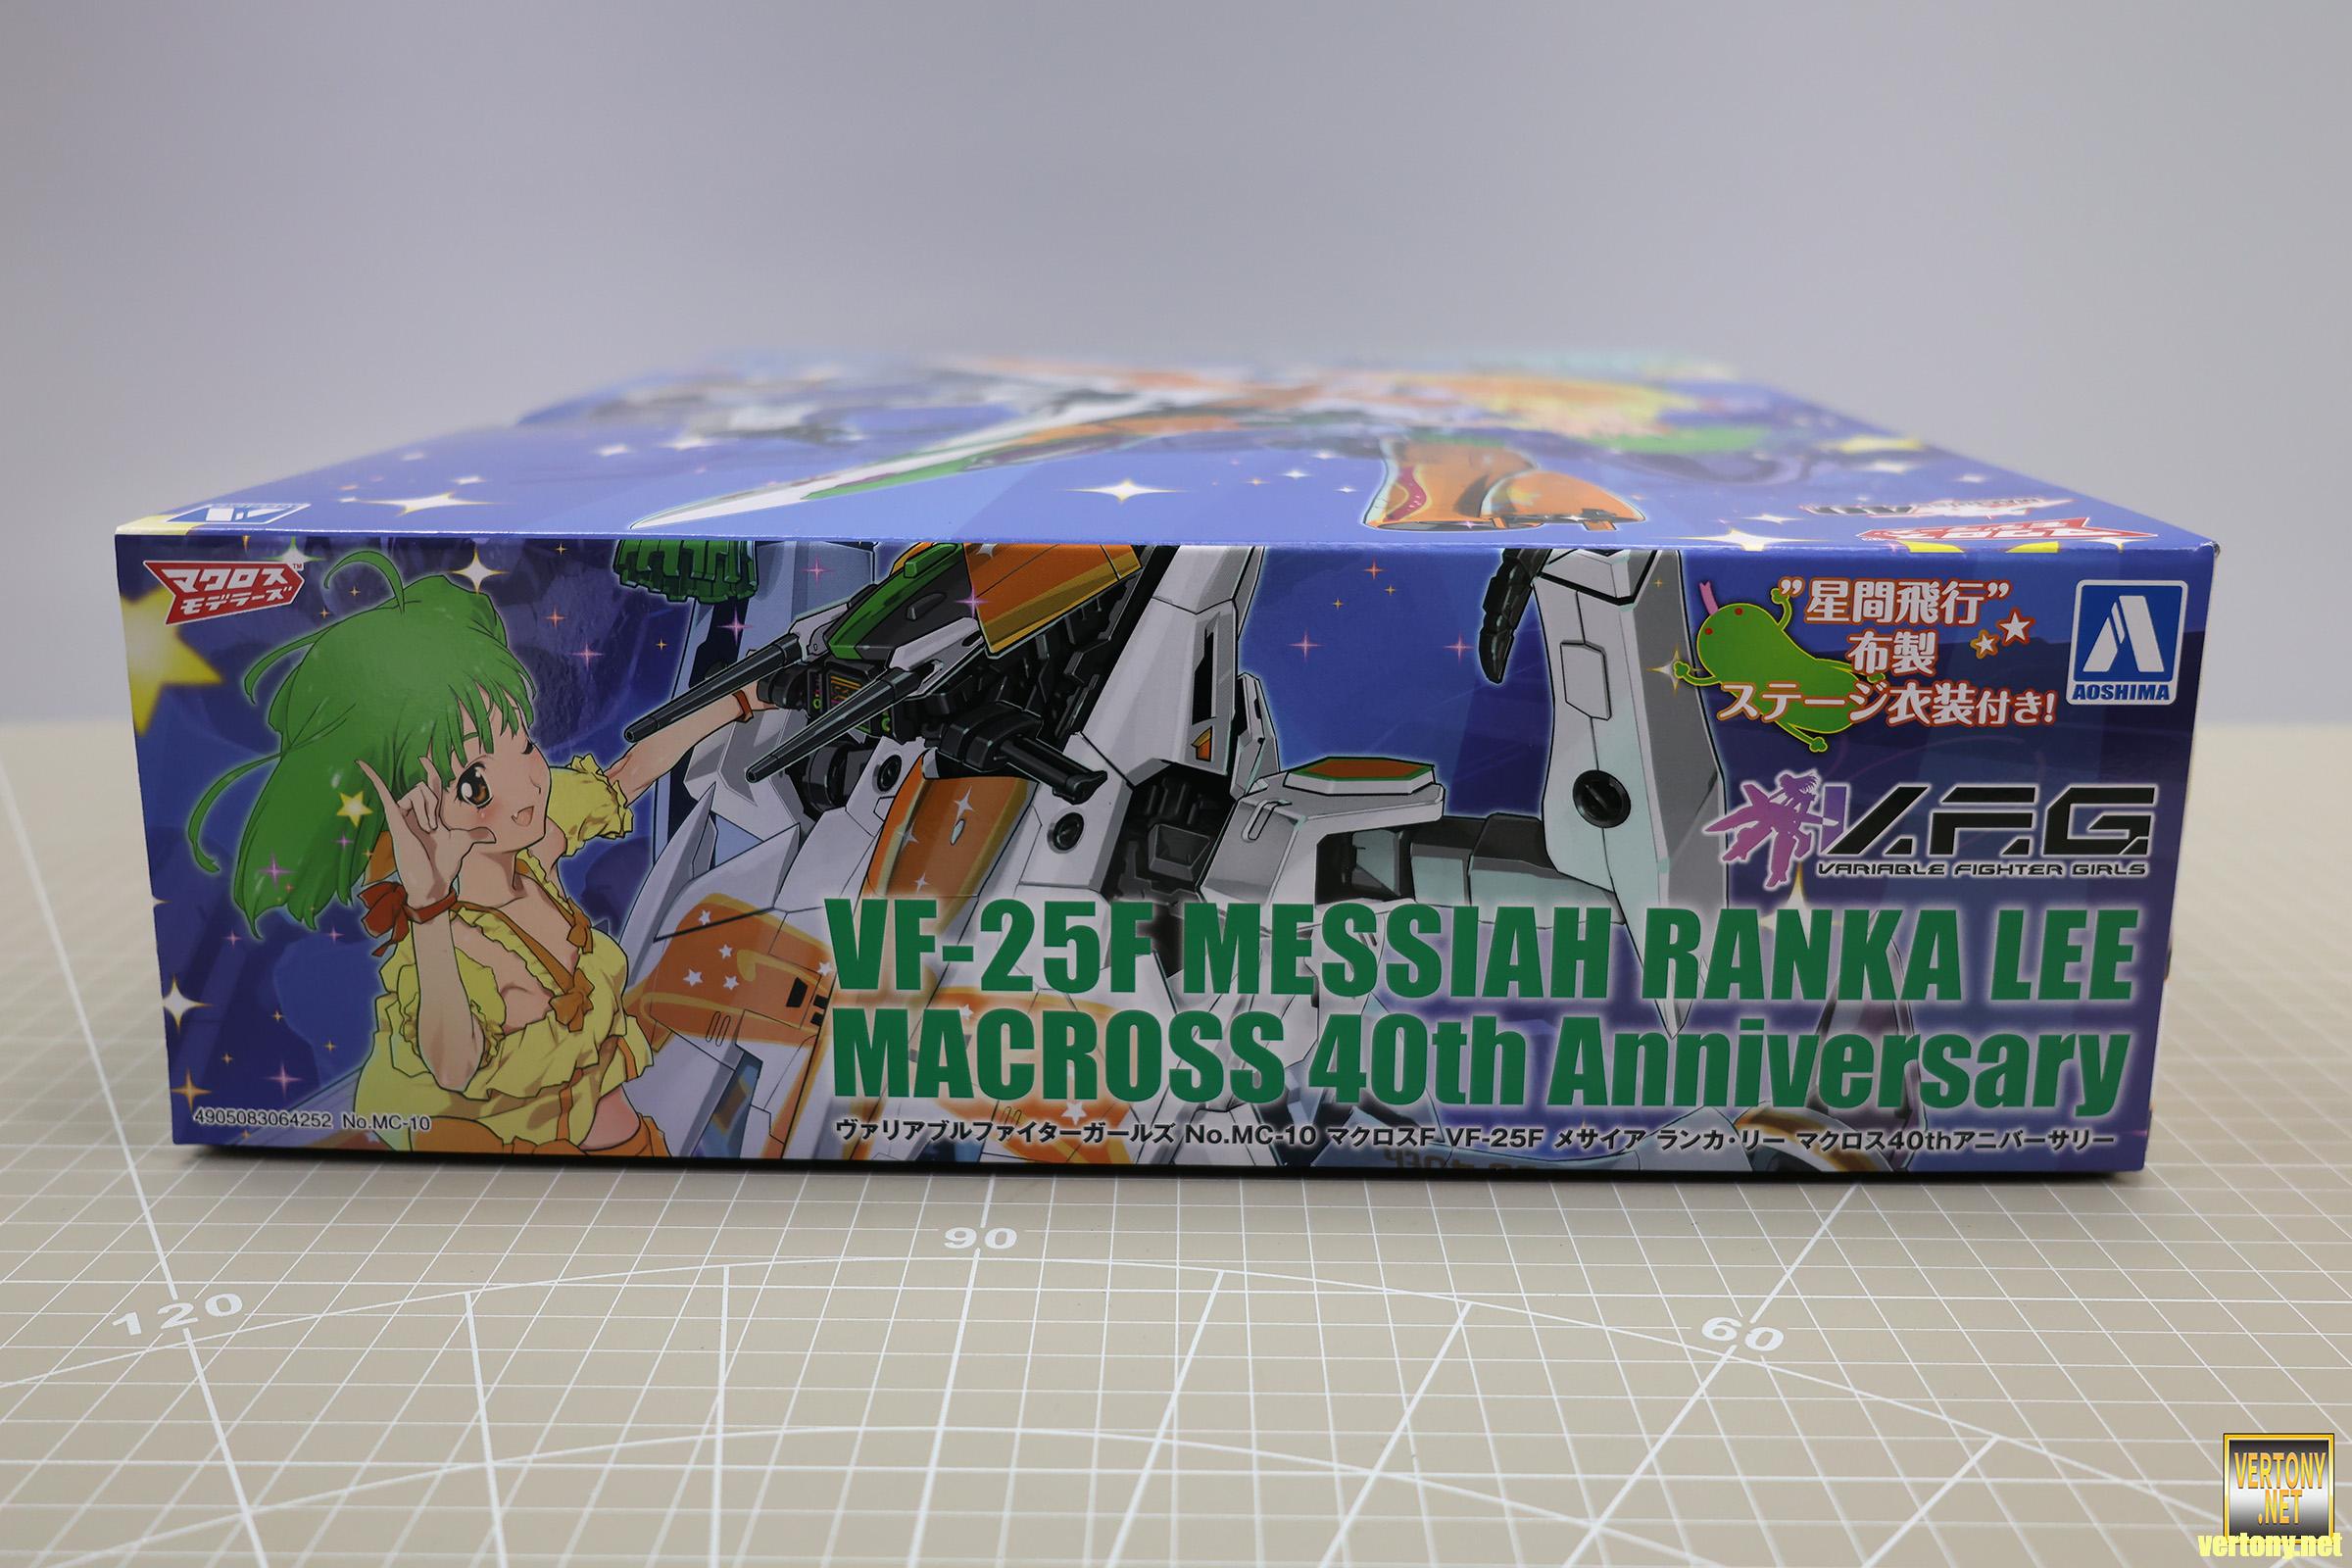 マクロス
モデラーズ
TM
”星間飛行”
布製
ステージ衣装付き!
AOSHIMA
V.F.G
VARIABLE FIGHTER GIRLS
VF-25F MESSIAH RANKA LEE
MACROSS 40th Anniversary
4905083064252 No.MC-10
ヴァリアブルファイターガールズ No.MC-10 マクロスF VF-25F メサイア ランカ・リー マクロス40thアニバーサリー
90
120
60
VERTONY
.NET
vertony.net